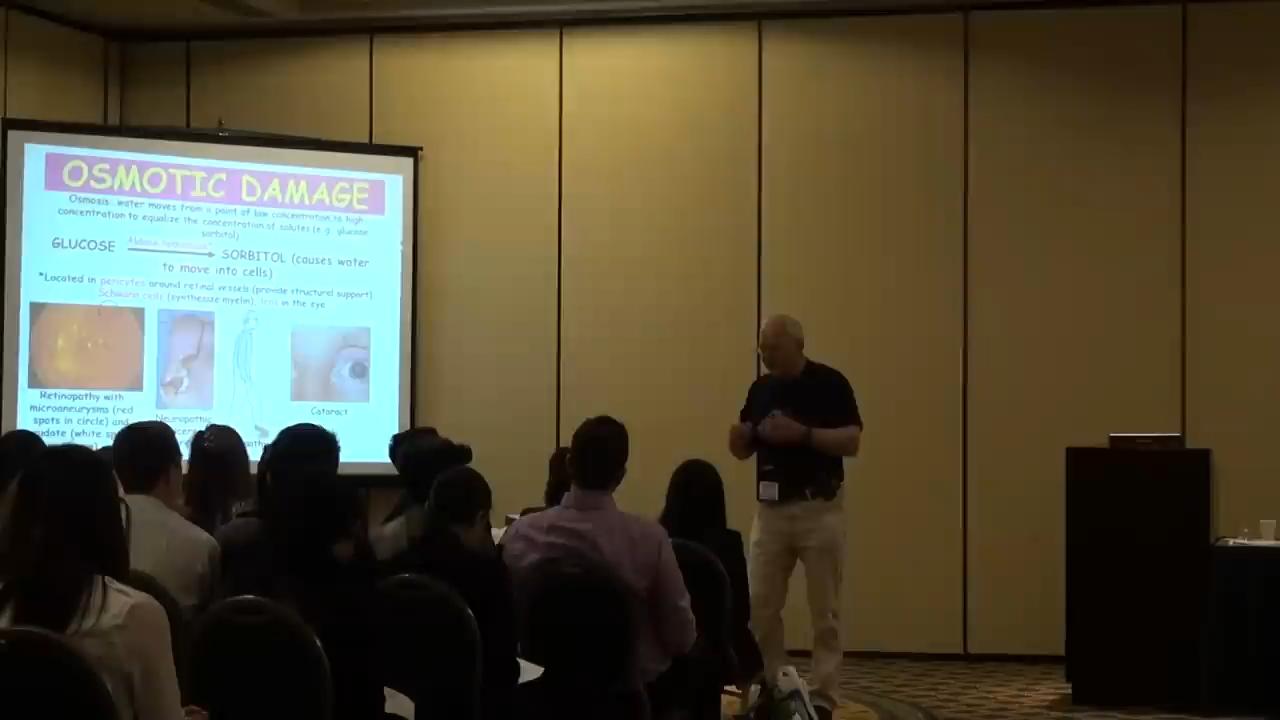 OSMOTIC DAMAGE
Osmosis: water moves from a point of low concentration to high
concentration to equalize the concentration of solutes (e.g. glucose
sorbitol)
GLUCOSE SORBITOL (causes water
to move into cells)
*Located in pericytes around retinal vessels (provide structural support)
Schwann cells (synthesize myelin), lens in the eye
Retinopathy with
microaneurysms (red
spots in circle) and
(white
Neuropathic
Cataract